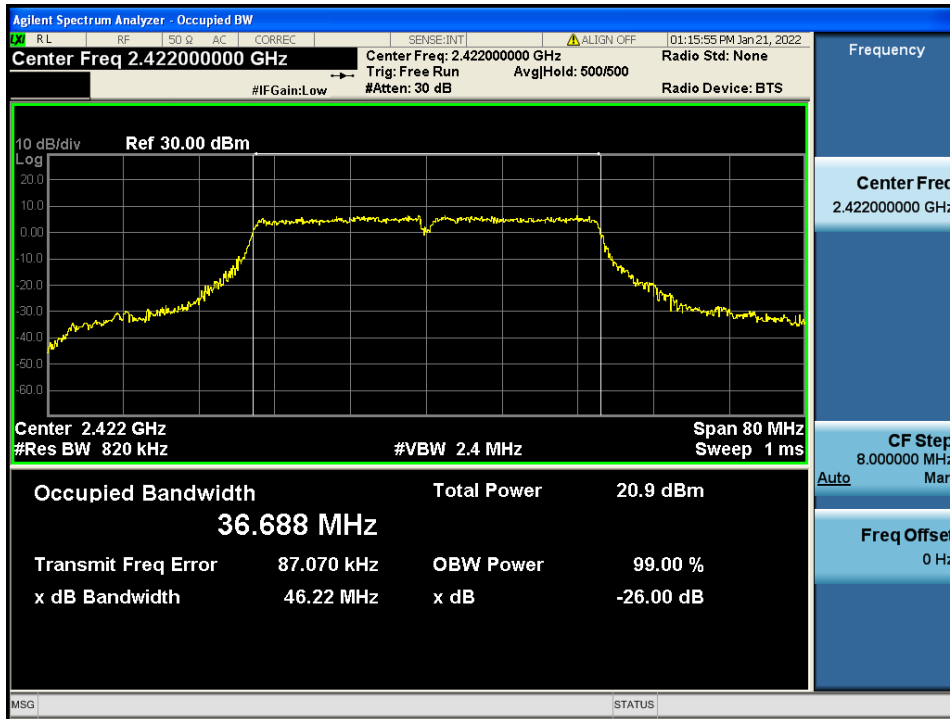 Agilent Spectrum Analyzer - Occupied BW
LXI RL RF 50 Ω AC CORREC SENSE:INT ALIGN OFF 01:15:55 PM Jan 21, 2022
Center Freq 2.422000000 GHz Center Freq: 2.422000000 GHz Radio Std: None
Trig: Free Run Avg|Hold: 500/500
#IFGain:Low #Atten: 30 dB Radio Device: BTS
10 dB/div Ref 30.00 dBm
Log
20.0
10.0
0.00
-10.0
-20.0
-30.0
-40.0
-50.0
-60.0
Center 2.422 GHz Span 80 MHz
#Res BW 820 kHz #VBW 2.4 MHz Sweep 1 ms
Occupied Bandwidth Total Power 20.9 dBm
36.688 MHz
Transmit Freq Error 87.070 kHz OBW Power 99.00 %
x dB Bandwidth 46.22 MHz x dB -26.00 dB
MSG STATUS
Frequency
Center Freq
2.422000000 GHz
CF Step
8.000000 MHz
Auto Man
Freq Offset
0 Hz